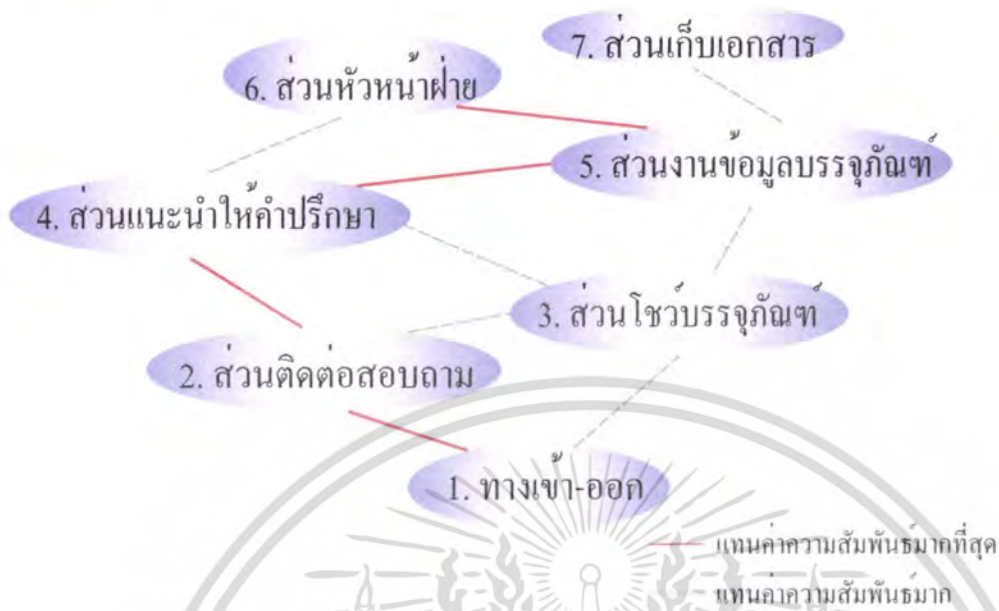 7. ส่วนเก็บเอกสาร
6. ส่วนหัวหน้าฝ่าย
5. ส่วนงานข้อมูลบรรจุภัณฑ์
4. ส่วนแนะนำให้คำปรึกษา
3. ส่วนโชว์บรรจุภัณฑ์
2. ส่วนติดต่อสอบถาม
1. ทางเข้า-ออก
แทนค่าความสัมพันธ์มากที่สุด
แทนค่าความสัมพันธ์มาก